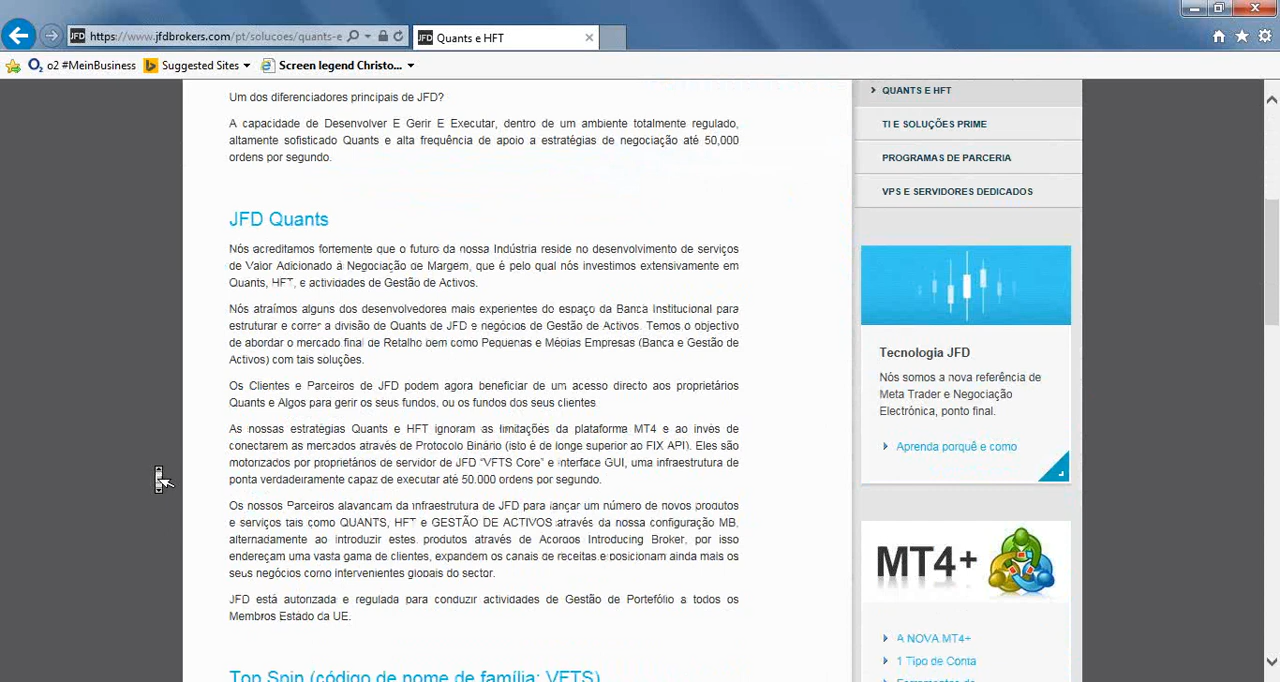 https://www.jfdbrokers.com/pt/solucoes/quants-e
JFD Quants e HFT
o2 #MeinBusiness
Suggested Sites
Screen legend Christo...
Um dos diferenciadores principais de JFD?
A capacidade de Desenvolver E Gerir E Executar, dentro de um ambiente totalmente regulado,
altamente sofisticado Quants e alta frequência de apoio a estratégias de negociação até 50,000
ordens por segundo.
JFD Quants
Nós acreditamos fortemente que o futuro da nossa Indústria reside no desenvolvimento de serviços
de Valor Adicionado à Negociação de Margem, que é pelo qual nós investimos extensivamente em
Quants, HFT, e actividades de Gestão de Activos.
Nós atraímos alguns dos desenvolvedores mais experientes do espaço da Banca Institucional para
estruturar e correr a divisão de Quants de JFD e negócios de Gestão de Activos. Temos o objectivo
de abordar o mercado final de Retalho bem como Pequenas e Médias Empresas (Banca e Gestão de
Activos) com tais soluções.
Os Clientes e Parceiros de JFD podem agora beneficiar de um acesso directo aos proprietários
Quants e Algos para gerir os seus fundos, ou os fundos dos seus clientes
As nossas estratégias Quants e HFT ignoram as limitações da plataforma MT4 e ao invés de
conectarem as mercados através de Protocolo Binário (isto é de longe superior ao FIX API). Eles são
motorizados por proprietários de servidor de JFD “VFTS Core” e interface GUI, uma infraestrutura de
ponta verdadeiramente capaz de executar até 50.000 ordens por segundo.
Os nossos Parceiros alavancam da infraestrutura de JFD para lançar um número de novos produtos
e serviços tais como QUANTS, HFT e GESTÃO DE ACTIVOS através da nossa configuração MB,
alternadamente ao introduzir estes produtos através de Acordos Introducing Broker, por isso
endereçam uma vasta gama de clientes, expandem os canais de receitas e posicionam ainda mais os
seus negócios como intervenientes globais do sector.
JFD está autorizada e regulada para conduzir actividades de Gestão de Portefólio a todos os
Membros Estado da UE.
Top Spin (código de nome de família: VFTS)
QUANTS E HFT
TI E SOLUÇÕES PRIME
PROGRAMAS DE PARCERIA
VPS E SERVIDORES DEDICADOS
Tecnologia JFD
Nós somos a nova referência de
Meta Trader e Negociação
Electrónica, ponto final.
Aprenda porquê e como
MT4+
A NOVA MT4+
1 Tipo de Conta
Ferramentas de